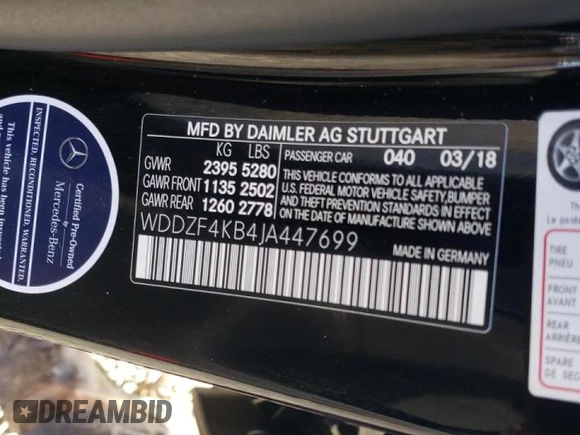 MFD BY DAIMLER AG STUTTGART
KG LBS
GVWR 2395 5280
GAWR FRONT 1135 2502
GAWR REAR 1260 2778
PASSENGER CAR 040 03/18
THIS VEHICLE CONFORMS TO ALL APPLICABLE
U.S. FEDERAL MOTOR VEHICLE SAFETY, BUMPER
AND THEFT PREVENTION STANDARDS IN EFFECT ON THE
DATE OF MANUFACTURE SHOWN ABOVE
WDDZF4KB4JA447699
MADE IN GERMANY
Certified Pre-Owned
Mercedes-Benz
INSPECTED. RECONDITIONED. WARRANTED.
This vehicle has been inspected
TIRE
PNEU
FRONT
AVANT
REAR
ARRIÈRE
SPARE
DE
DREAMBID